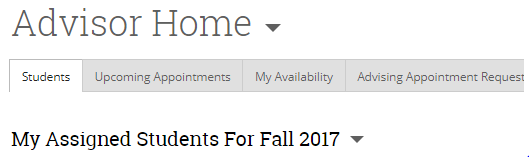 Advisor Home
Students Upcoming Appointments My Availability Advising Appointment Request
My Assigned Students For Fall 2017